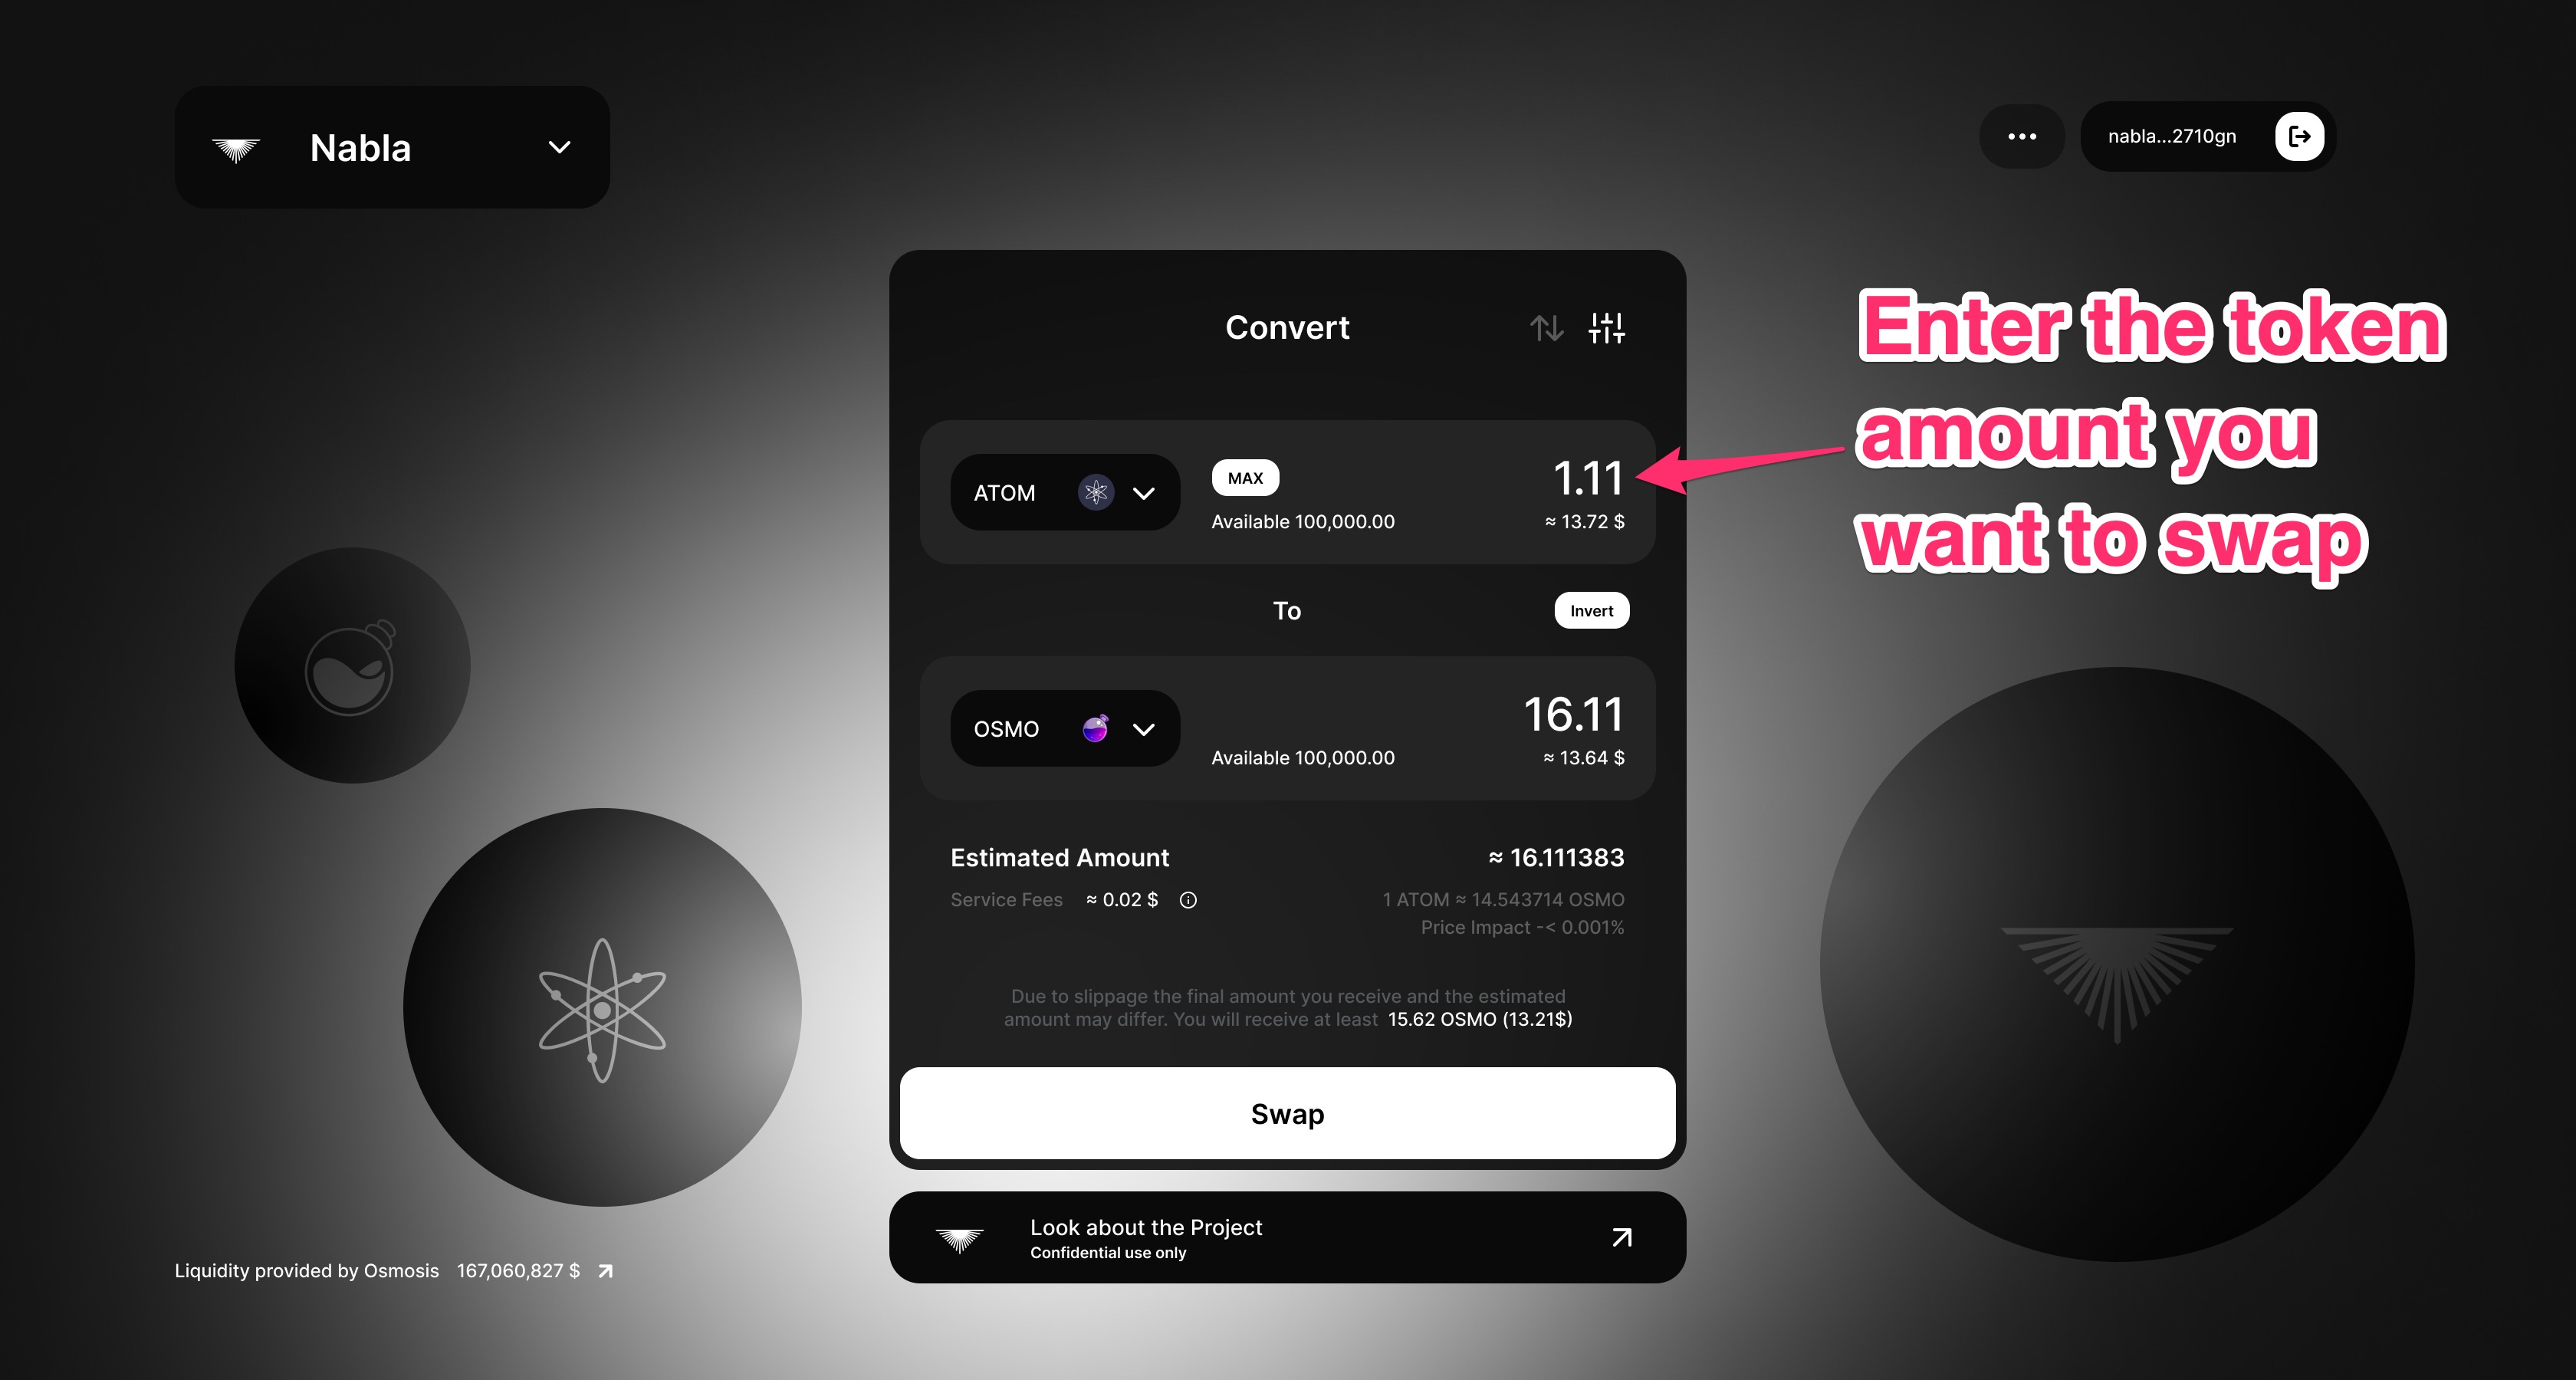 Nabla
nabla...2710gn
Convert
Enter the token
amount you
want to swap
ATOM
MAX
1.11
Available 100,000.00
≈ 13.72 $
To
Invert
OSMO
16.11
Available 100,000.00
≈ 13.64 $
Estimated Amount
≈ 16.111383
Service Fees ≈ 0.02 $
1 ATOM ≈ 14.543714 OSMO
Price Impact -< 0.001%
Due to slippage the final amount you receive and the estimated
amount may differ. You will receive at least 15.62 OSMO (13.21$)
Swap
Look about the Project
Confidential use only
Liquidity provided by Osmosis 167,060,827 $